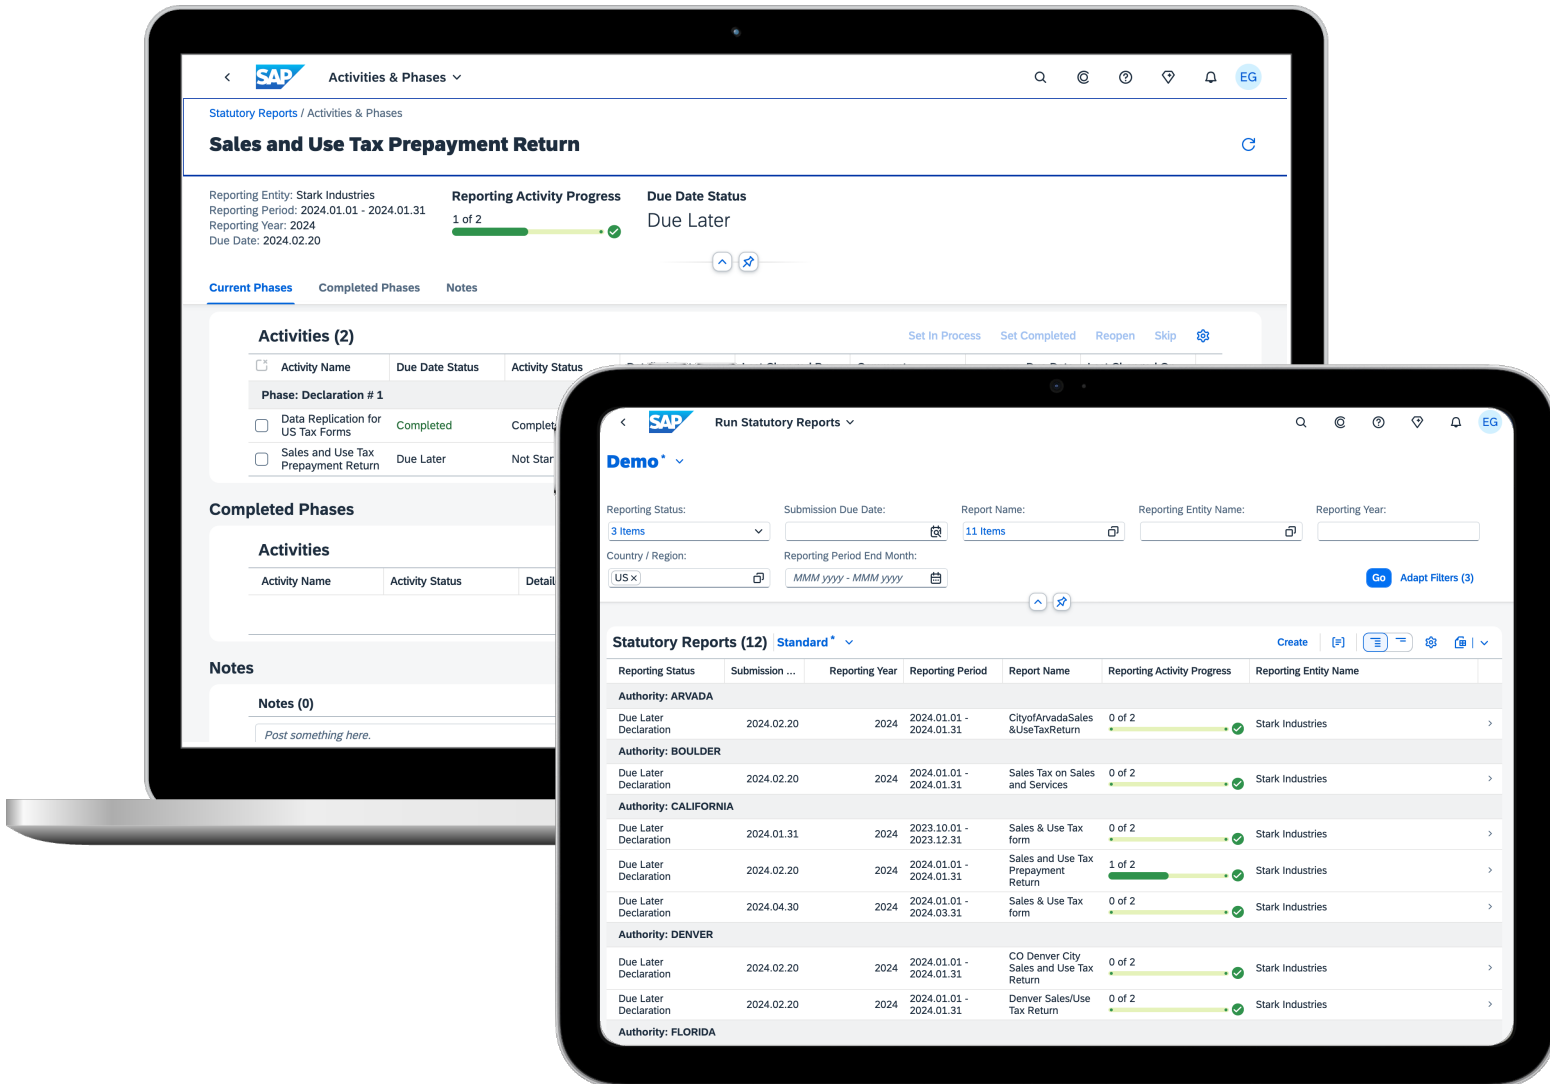 SAP Activities & Phases EG
Statutory Reports / Activities & Phases
Sales and Use Tax Prepayment Return
Reporting Entity: Stark Industries
Reporting Period: 2024.01.01 - 2024.01.31
Reporting Year: 2024
Due Date: 2024.02.20
Reporting Activity Progress
1 of 2
Due Date Status
Due Later
Current Phases Completed Phases Notes
Activities (2) Set In Process Set Completed Reopen Skip
Activity Name Due Date Status Activity Status
Phase: Declaration # 1
Data Replication for
US Tax Forms
Completed
Sales and Use Tax
Prepayment Return
Due Later Not Star
Completed Phases
Activities
Activity Name Activity Status Detail
Notes
Notes (0)
Post something here.
SAP Run Statutory Reports EG
Demo*
Reporting Status: Submission Due Date: Report Name: Reporting Entity Name: Reporting Year:
3 Items 11 Items
Country / Region: Reporting Period End Month:
US MMM yyyy - MMM yyyy Go Adapt Filters (3)
Statutory Reports (12) Standard* Create
Reporting Status Submission ... Reporting Year Reporting Period Report Name Reporting Activity Progress Reporting Entity Name
Authority: ARVADA
Due Later
Declaration
2024.02.20 2024
2024.01.01 -
2024.01.31
CityofArvadaSales
&UseTaxReturn
0 of 2
Stark Industries
Authority: BOULDER
Due Later
Declaration
2024.02.20 2024
2024.01.01 -
2024.01.31
Sales Tax on Sales
and Services
0 of 2
Stark Industries
Authority: CALIFORNIA
Due Later
Declaration
2024.01.31 2024
2023.10.01 -
2023.12.31
Sales & Use Tax
form
0 of 2
Stark Industries
Due Later
Declaration
2024.02.20 2024
2024.01.01 -
2024.01.31
Sales and Use Tax
Prepayment
Return
1 of 2
Stark Industries
Due Later
Declaration
2024.04.30 2024
2024.01.01 -
2024.03.31
Sales & Use Tax
form
0 of 2
Stark Industries
Authority: DENVER
Due Later
Declaration
2024.02.20 2024
2024.01.01 -
2024.01.31
CO Denver City
Sales and Use Tax
Return
0 of 2
Stark Industries
Due Later
Declaration
2024.02.20 2024
2024.01.01 -
2024.01.31
Denver Sales/Use
Tax Return
0 of 2
Stark Industries
Authority: FLORIDA